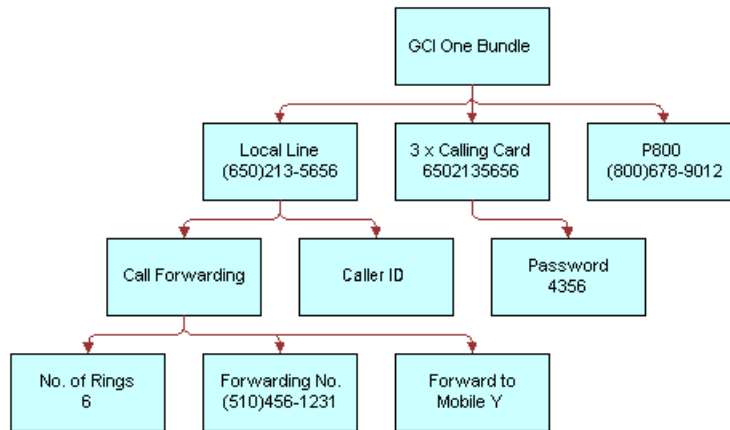 GCI One Bundle
Local Line
(650)213-5656
3 x Calling Card
6502135656
P800
(800)678-9012
Call Forwarding
Caller ID
Password
4356
No. of Rings
6
Forwarding No.
(510)456-1231
Forward to
Mobile Y